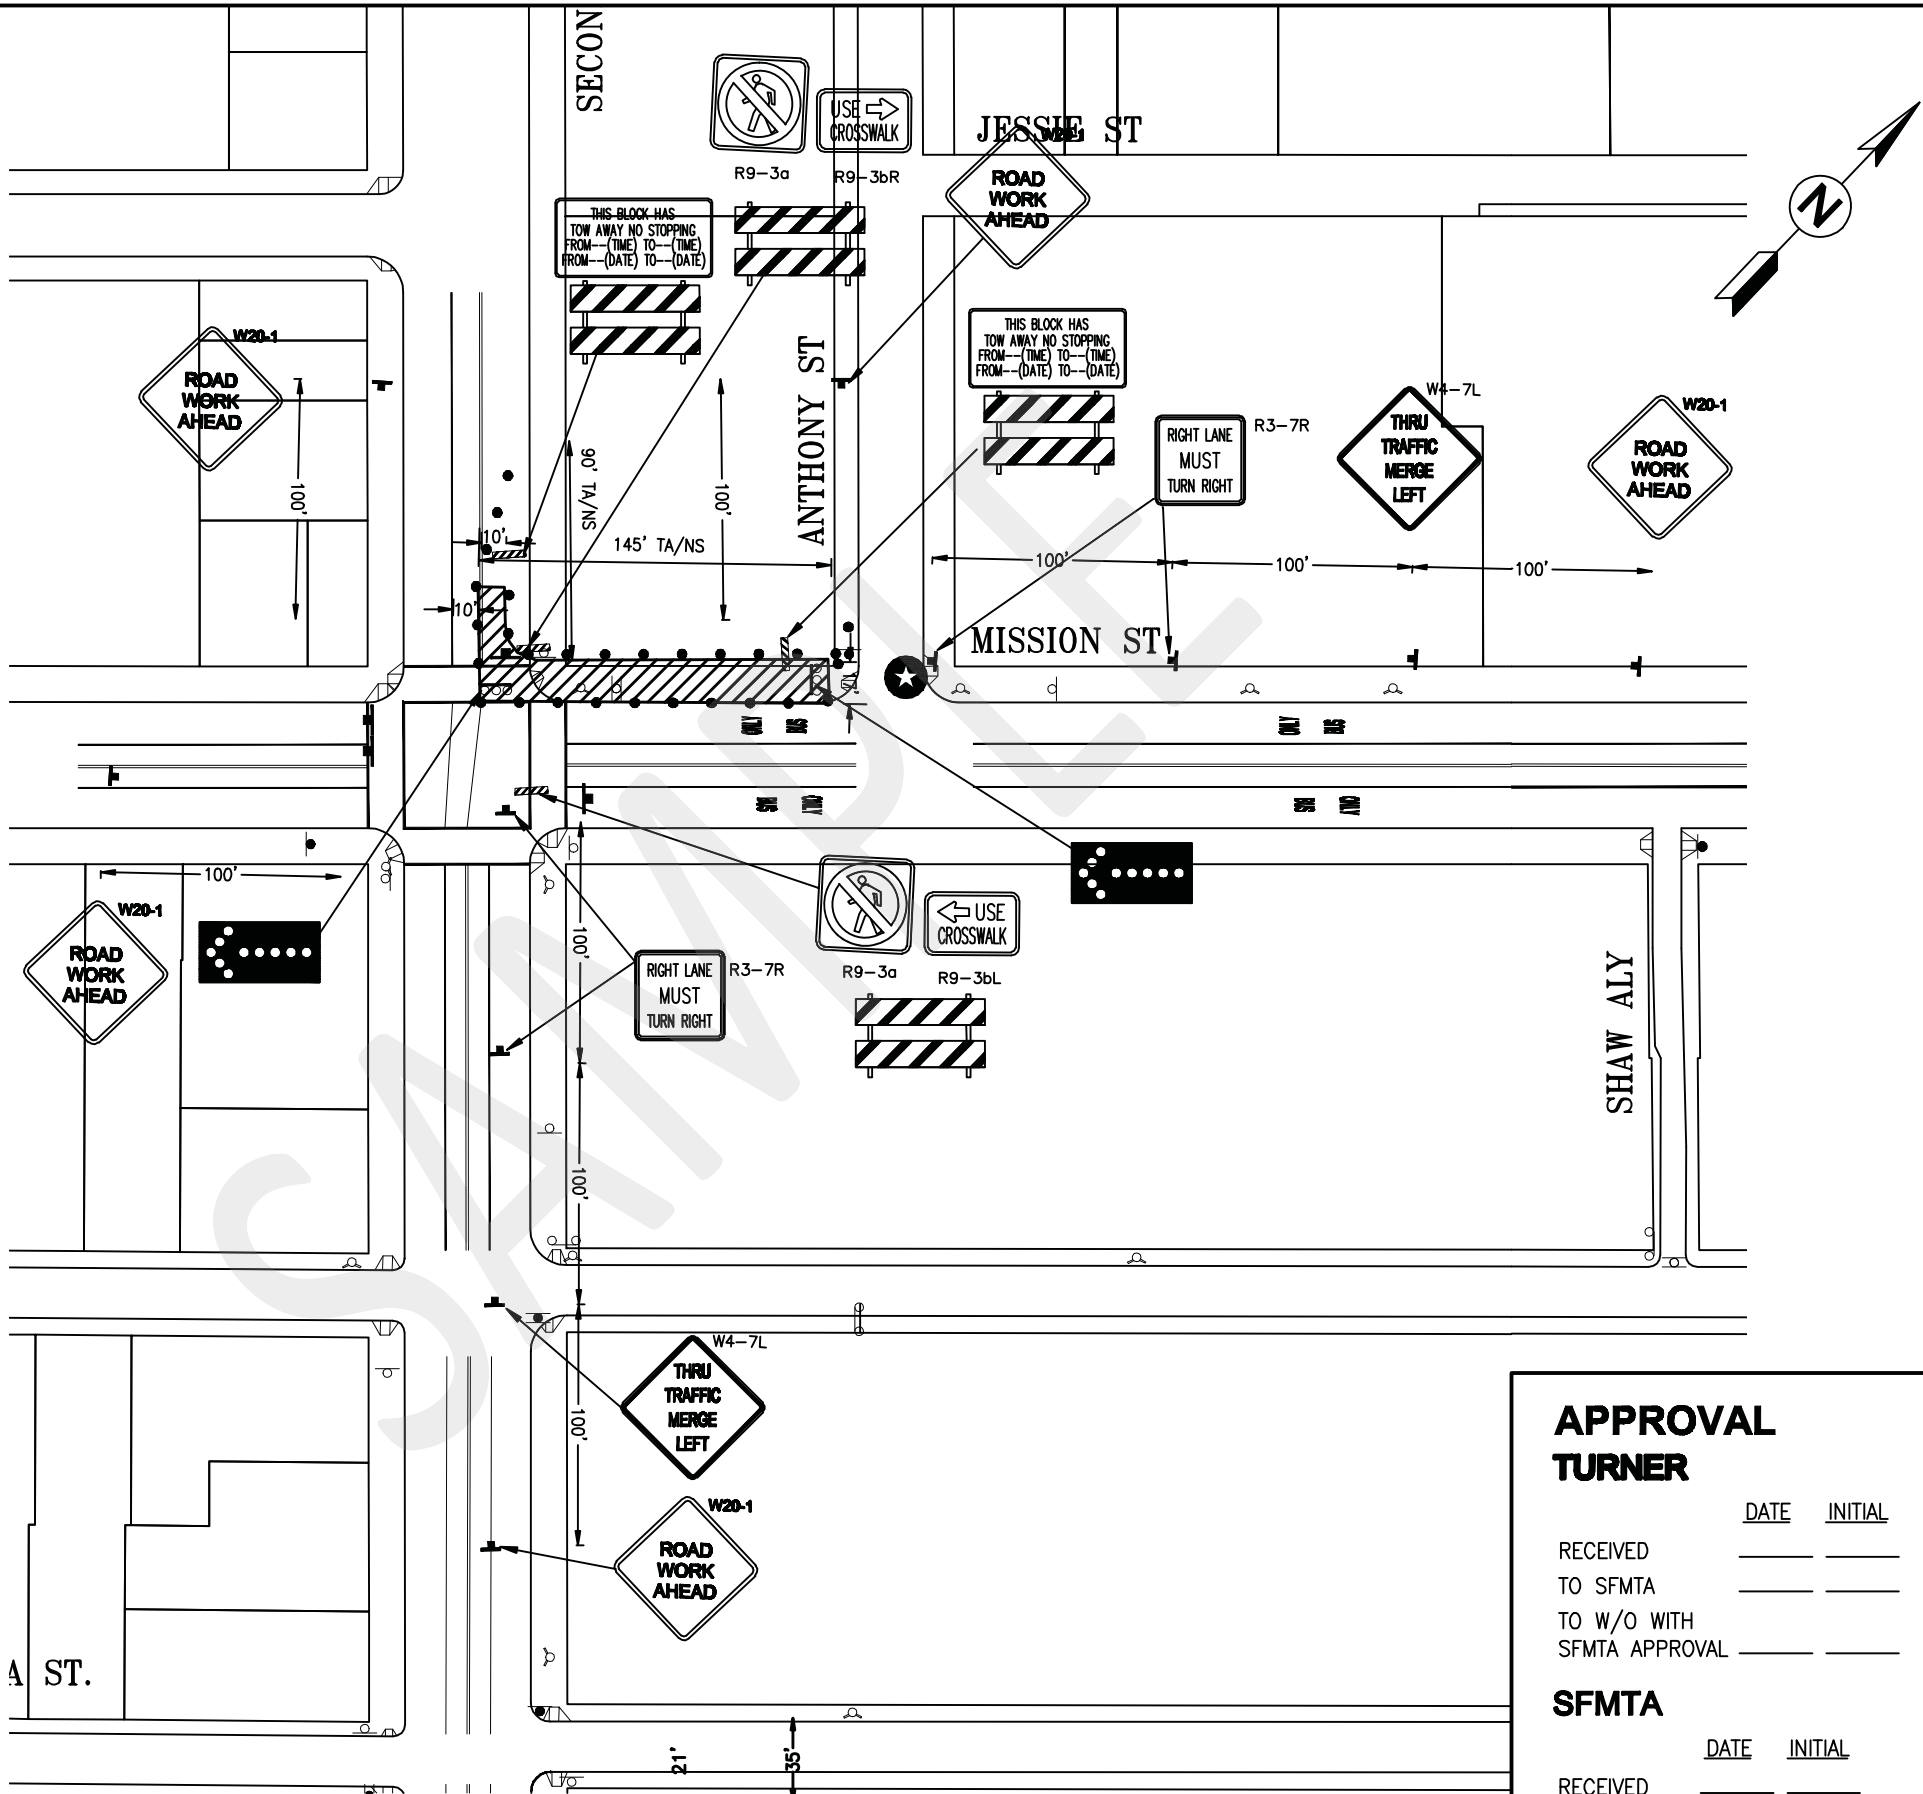 SECON
USE
CROSSWALK
R9-3a
R9-3bR
JESSIE ST
W20-1
ROAD
WORK
AHEAD
N
THIS BLOCK HAS
TOW AWAY NO STOPPING
FROM--(TIME) TO--(TIME)
FROM--(DATE) TO--(DATE)
W20-1
ROAD
WORK
AHEAD
100'
THIS BLOCK HAS
TOW AWAY NO STOPPING
FROM--(TIME) TO--(TIME)
FROM--(DATE) TO--(DATE)
ANTHONY ST
RIGHT LANE
MUST
TURN RIGHT
R3-7R
W4-7L
THRU
TRAFFIC
MERGE
LEFT
W20-1
ROAD
WORK
AHEAD
90' TA/NS
100'
10'
145' TA/NS
100'
100'
100'
10'
MISSION ST
ONLY
BUS
ONLY
BUS
BUS
ONLY
BUS
ONLY
100'
W20-1
ROAD
WORK
AHEAD
100'
RIGHT LANE
MUST
TURN RIGHT
R3-7R
USE
CROSSWALK
R9-3a
R9-3bL
SHAW ALY
100'
W4-7L
THRU
TRAFFIC
MERGE
LEFT
100'
W20-1
ROAD
WORK
AHEAD
A ST.
21'
35'
SAMPLE
APPROVAL
TURNER
DATE INITIAL
RECEIVED
TO SFMTA
TO W/O WITH
SFMTA APPROVAL
SFMTA
DATE INITIAL
RECEIVED